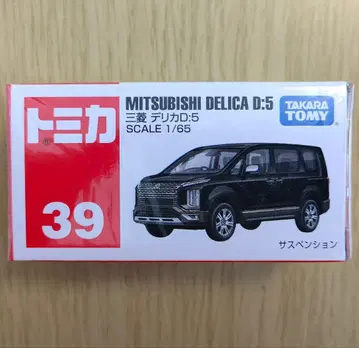 トミカ
39
MITSUBISHI DELICA D:5
三菱 デリカD:5
SCALE 1/65
TAKARA
TOMY
サスペンション